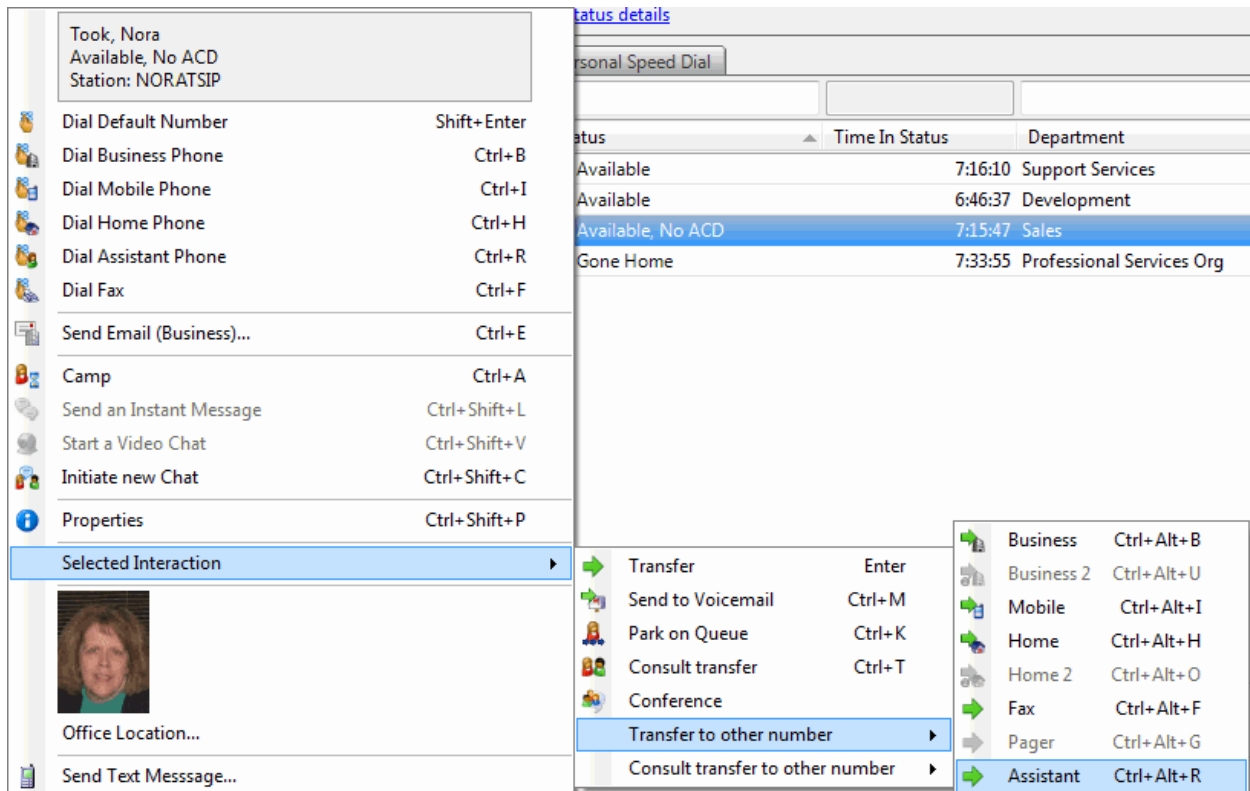 Took, Nora
Available, No ACD
Station: NORATSIP
Dial Default Number Shift+Enter
Dial Business Phone Ctrl+B
Dial Mobile Phone Ctrl+I
Dial Home Phone Ctrl+H
Dial Assistant Phone Ctrl+R
Dial Fax Ctrl+F
Send Email (Business)... Ctrl+E
Camp Ctrl+A
Send an Instant Message Ctrl+Shift+L
Start a Video Chat Ctrl+Shift+V
Initiate new Chat Ctrl+Shift+C
Properties Ctrl+Shift+P
Selected Interaction
Office Location...
Send Text Messsage...
tatus details
rsonal Speed Dial
atus Time In Status Department
Available 7:16:10 Support Services
Available 6:46:37 Development
Available, No ACD 7:15:47 Sales
Gone Home 7:33:55 Professional Services Org
Transfer Enter
Send to Voicemail Ctrl+M
Park on Queue Ctrl+K
Consult transfer Ctrl+T
Conference
Transfer to other number
Consult transfer to other number
Business Ctrl+Alt+B
Business 2 Ctrl+Alt+U
Mobile Ctrl+Alt+I
Home Ctrl+Alt+H
Home 2 Ctrl+Alt+O
Fax Ctrl+Alt+F
Pager Ctrl+Alt+G
Assistant Ctrl+Alt+R